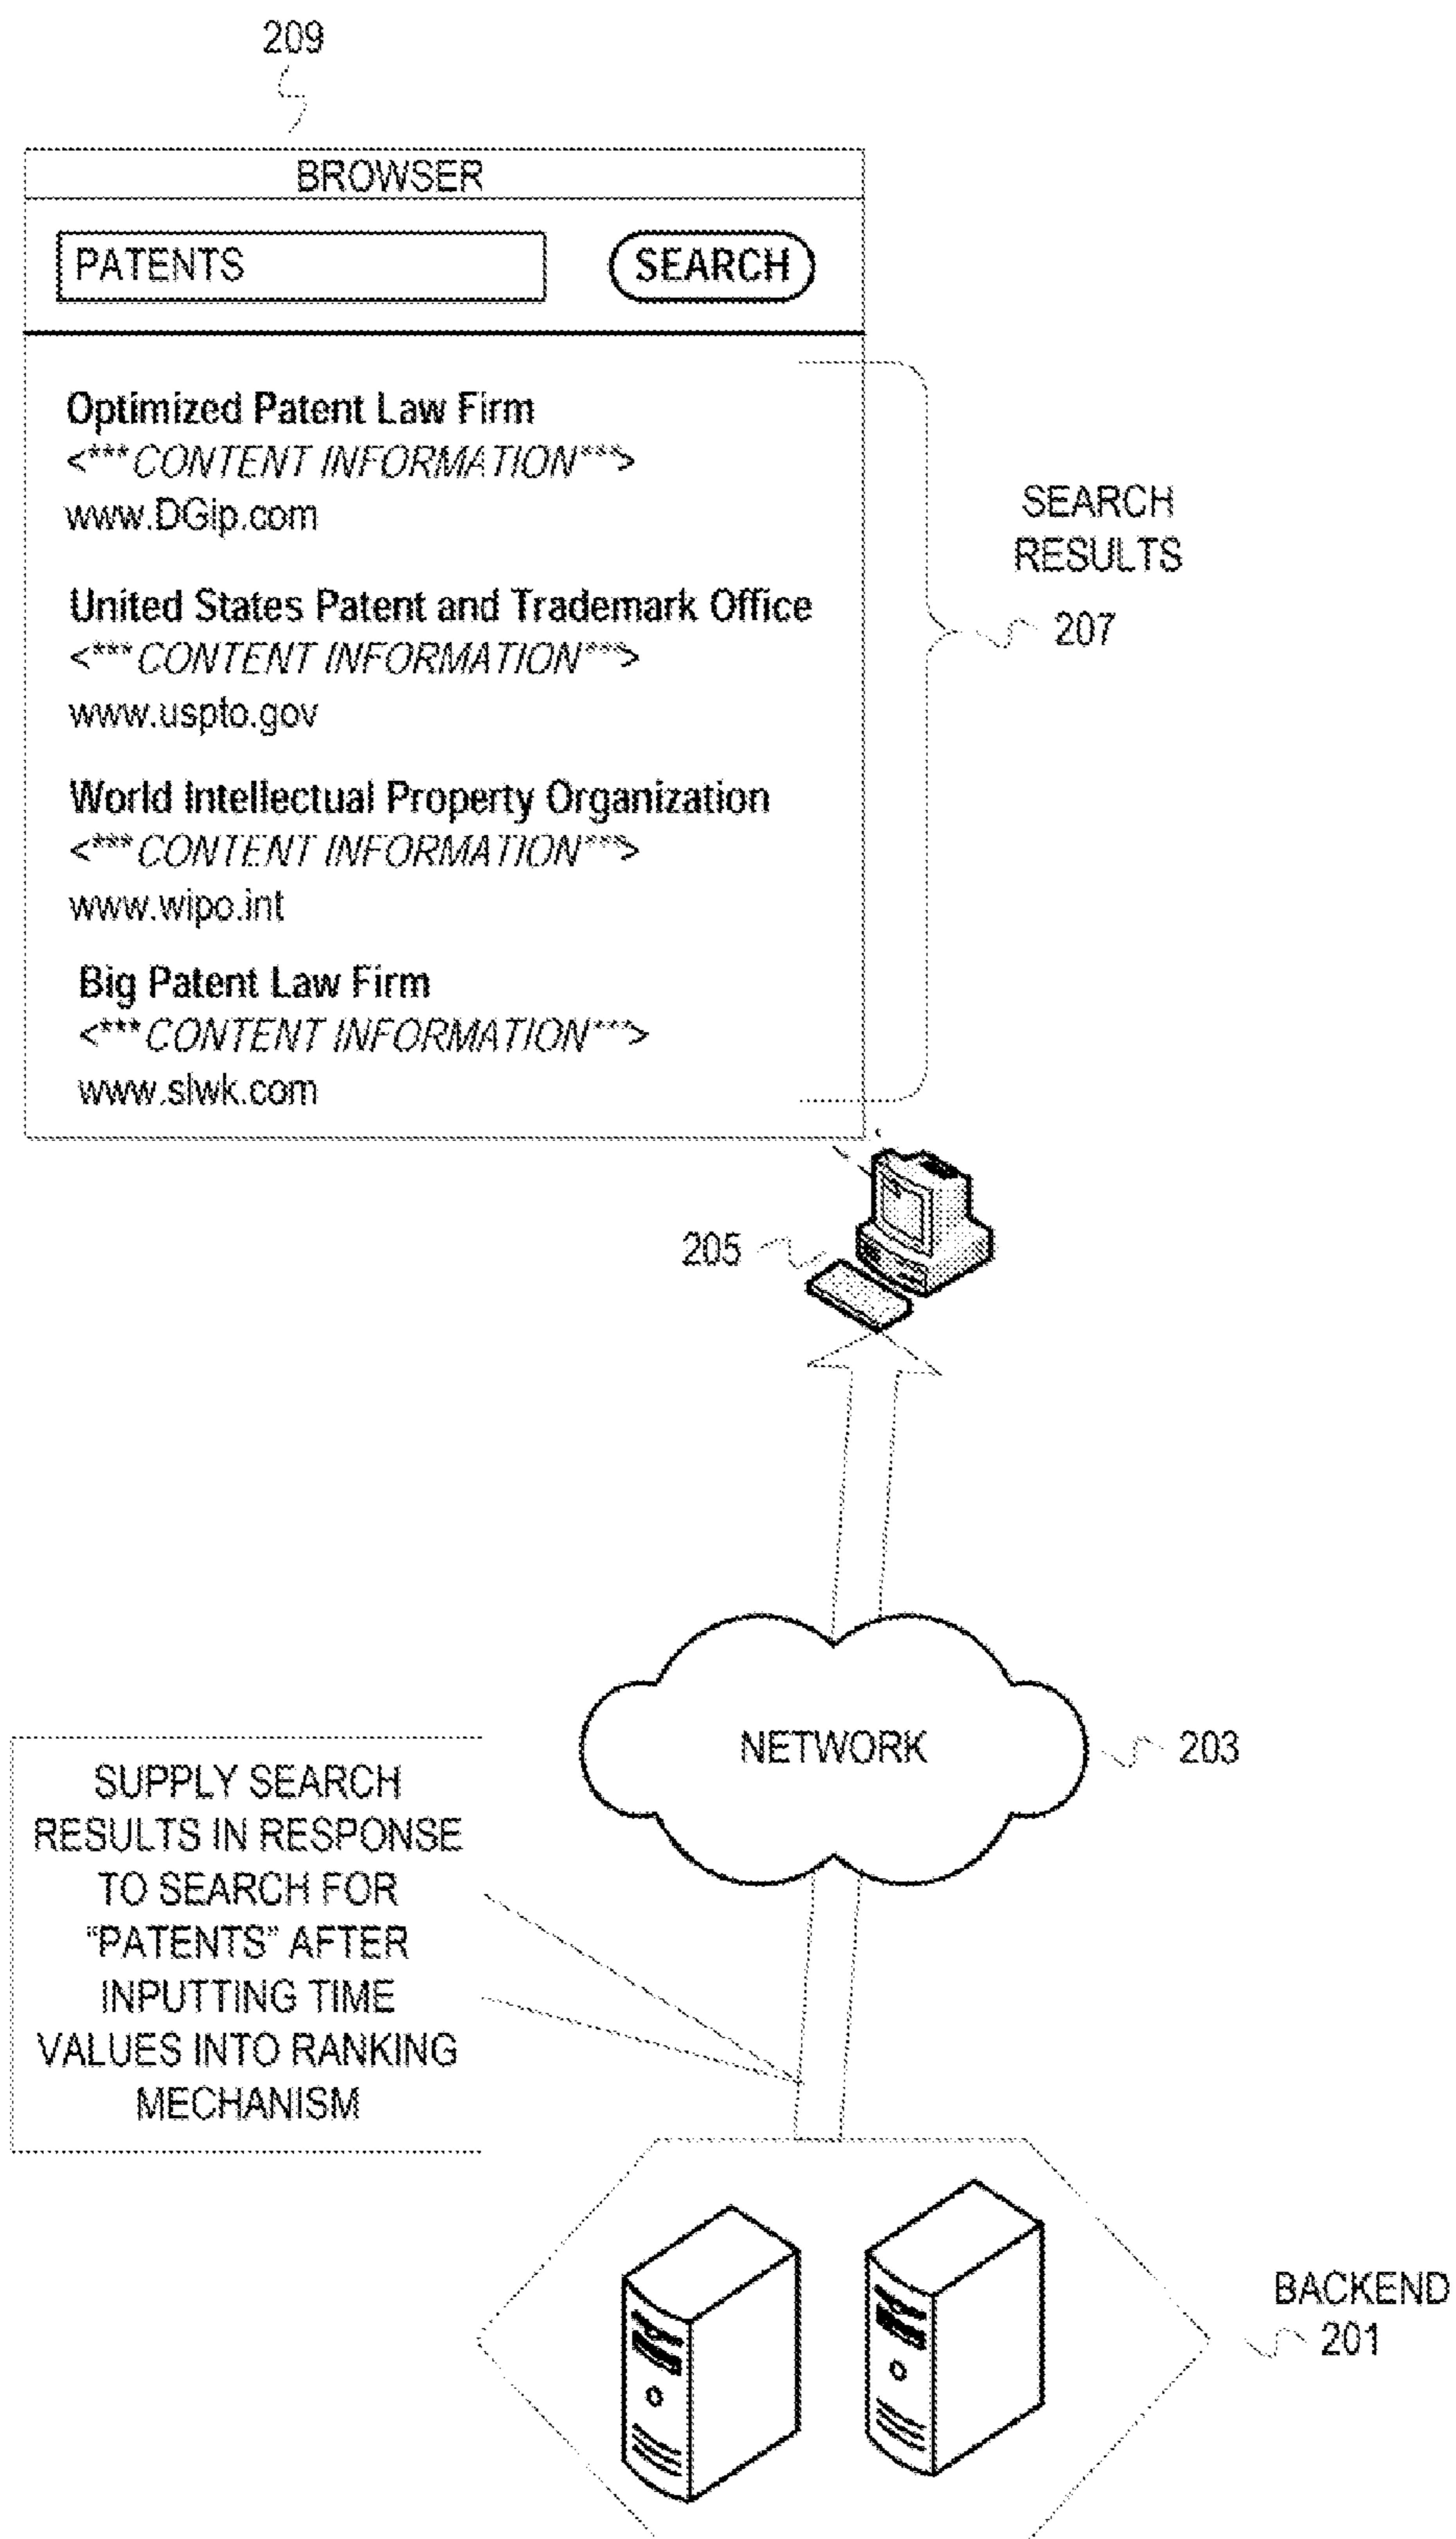 209
BROWSER
PATENTS
SEARCH
Optimized Patent Law Firm
<***CONTENT INFORMATION***>
www.DGip.com
United States Patent and Trademark Office
<***CONTENT INFORMATION***>
www.uspto.gov
World Intellectual Property Organization
<***CONTENT INFORMATION***>
www.wipo.int
Big Patent Law Firm
<***CONTENT INFORMATION***>
www.slwk.com
SEARCH
RESULTS
207
205
NETWORK
203
SUPPLY SEARCH
RESULTS IN RESPONSE
TO SEARCH FOR
“PATENTS” AFTER
INPUTTING TIME
VALUES INTO RANKING
MECHANISM
BACKEND
201